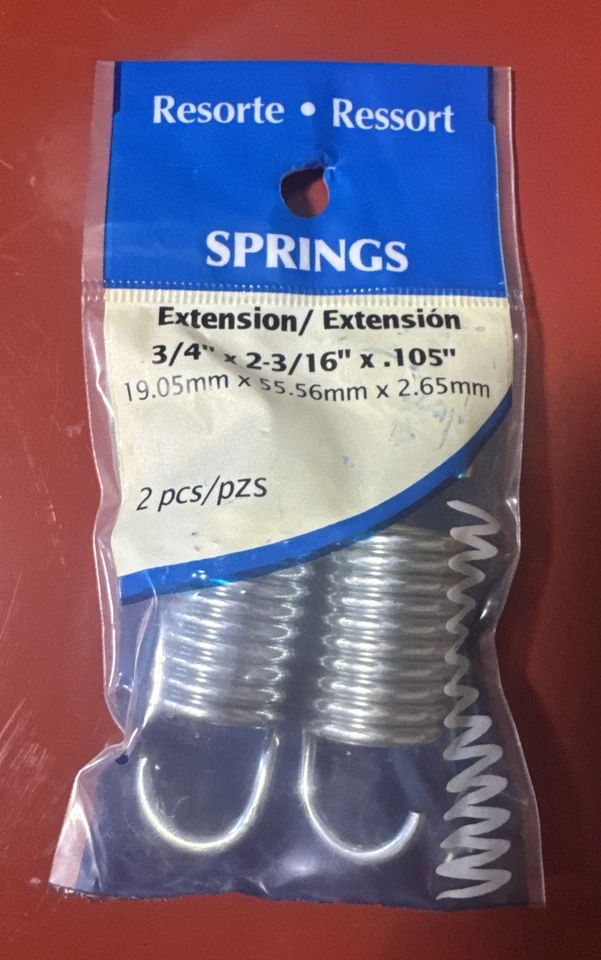 Resorte • Ressort
SPRINGS
Extension/ Extensión
3/4" x 2-3/16" x .105"
19.05mm x 55.56mm x 2.65mm
2 pcs/pzs